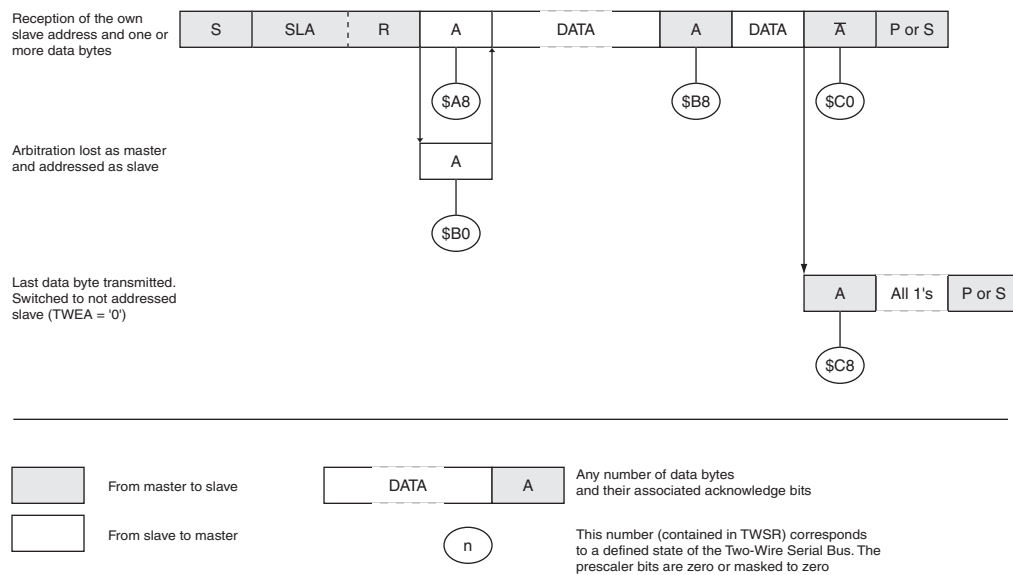 Reception of the own
slave address and one or
more data bytes
S SLA R A DATA A DATA A̅ P or S
$A8 $B8 $C0
Arbitration lost as master
and addressed as slave
A
$B0
Last data byte transmitted.
Switched to not addressed
slave (TWEA = '0')
A All 1's P or S
$C8
From master to slave
DATA A
Any number of data bytes
and their associated acknowledge bits
From slave to master
n
This number (contained in TWSR) corresponds
to a defined state of the Two-Wire Serial Bus. The
prescaler bits are zero or masked to zero